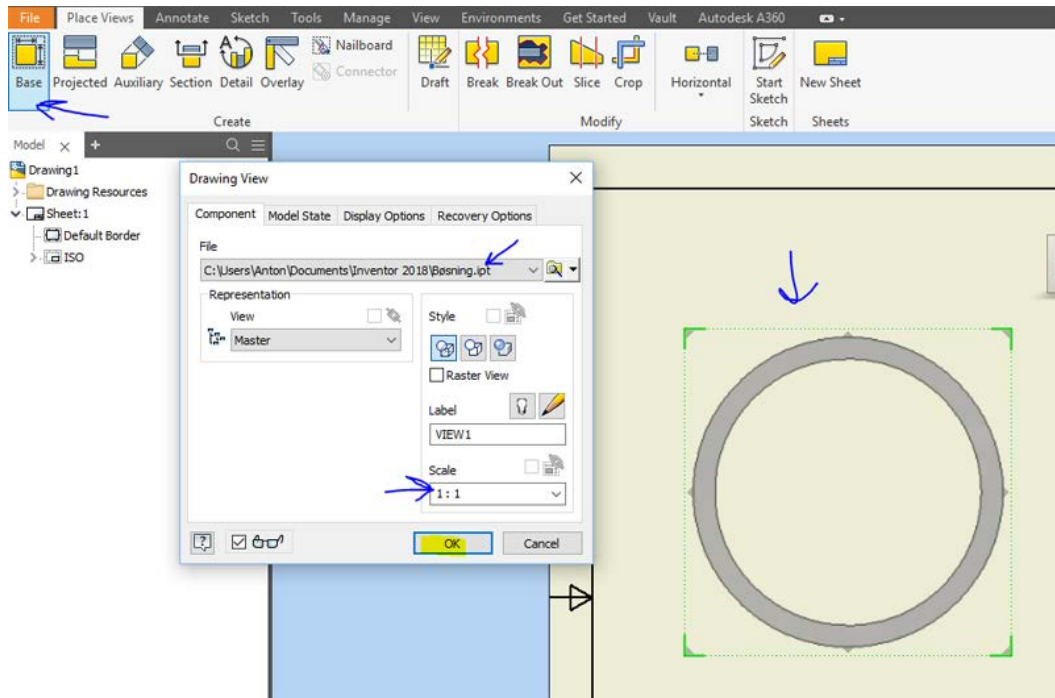 File Place Views Annotate Sketch Tools Manage View Environments Get Started Vault Autodesk A360
Nailboard
Connector
Base Projected Auxiliary Section Detail Overlay Draft Break Break Out Slice Crop Horizontal Start Sketch New Sheet
Create Modify Sketch Sheets
Model
Drawing1
Drawing Resources
Sheet:1
Default Border
ISO
Drawing View
Component Model State Display Options Recovery Options
File
C:\Users\Anton\Documents\Inventor 2018\Bøsning.ipt
Representation
View
Master
Style
Raster View
Label
VIEW1
Scale
1:1
OK Cancel